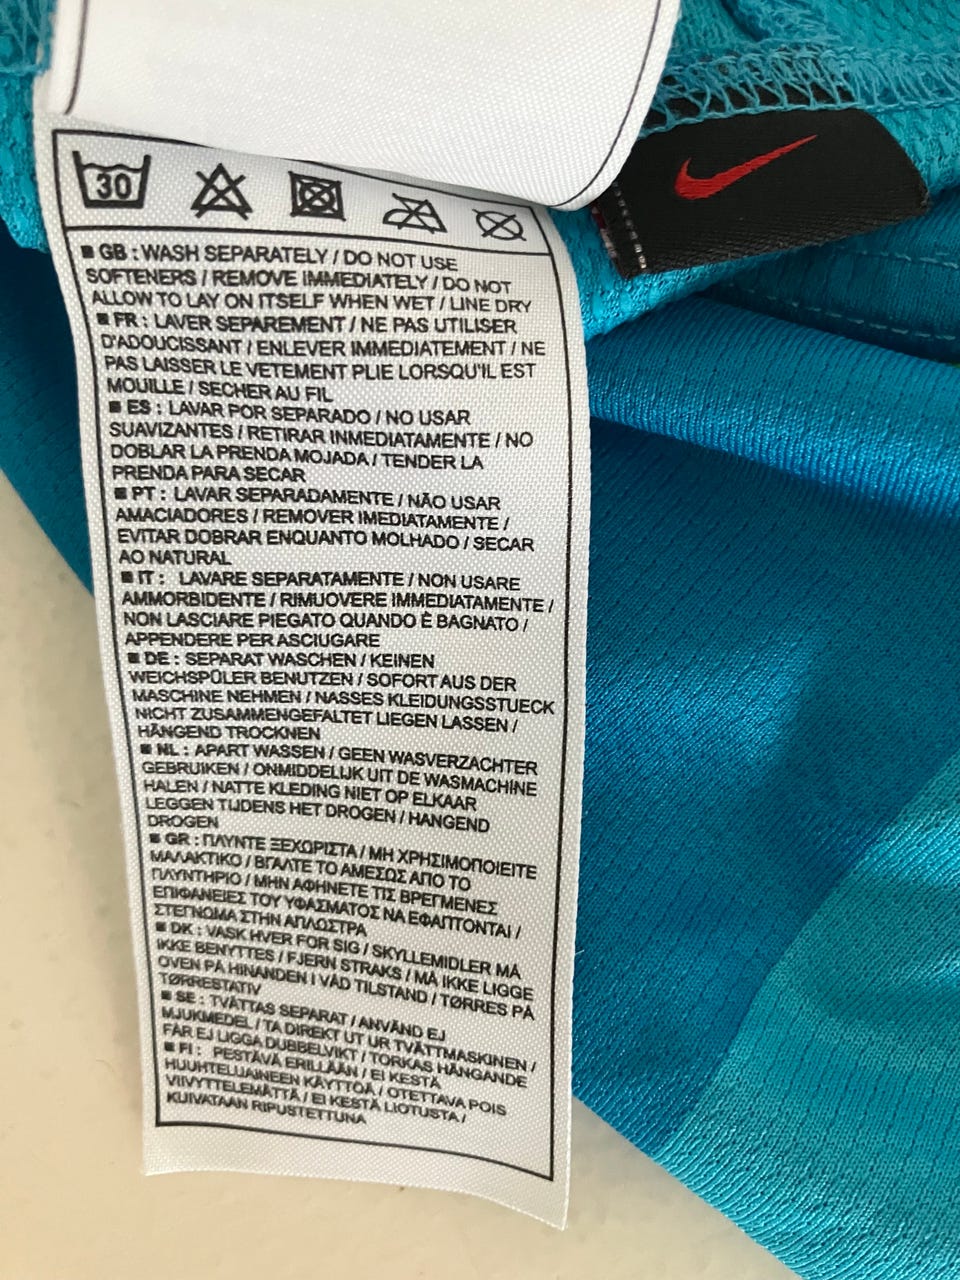 30
■ GB : WASH SEPARATELY / DO NOT USE
SOFTENERS / REMOVE IMMEDIATELY / DO NOT
ALLOW TO LAY ON ITSELF WHEN WET / LINE DRY
■ FR : LAVER SEPAREMENT / NE PAS UTILISER
D'ADOUCISSANT / ENLEVER IMMEDIATEMENT / NE
PAS LAISSER LE VETEMENT PLIE LORSQU'IL EST
MOUILLE / SECHER AU FIL
■ ES : LAVAR POR SEPARADO / NO USAR
SUAVIZANTES / RETIRAR INMEDIATAMENTE / NO
DOBLAR LA PRENDA MOJADA / TENDER LA
PRENDA PARA SECAR
■ PT : LAVAR SEPARADAMENTE / NÃO USAR
AMACIADORES / REMOVER IMEDIATAMENTE /
EVITAR DOBRAR ENQUANTO MOLHADO / SECAR
AO NATURAL
■ IT : LAVARE SEPARATAMENTE / NON USARE
AMMORBIDENTE / RIMUOVERE IMMEDIATAMENTE /
NON LASCIARE PIEGATO QUANDO È BAGNATO /
APPENDERE PER ASCIUGARE
■ DE : SEPARAT WASCHEN / KEINEN
WEICHSPÜLER BENUTZEN / SOFORT AUS DER
MASCHINE NEHMEN / NASSES KLEIDUNGSSTUECK
NICHT ZUSAMMENGEFALTET LIEGEN LASSEN /
HÄNGEND TROCKNEN
■ NL : APART WASSEN / GEEN WASVERZACHTER
GEBRUIKEN / ONMIDDELIJK UIT DE WASMACHINE
HALEN / NATTE KLEDING NIET OP ELKAAR
LEGGEN TIJDENS HET DROGEN / HANGEND
DROGEN
■ GR : ΠΛΥΝΤΕ ΞΕΧΩΡΙΣΤΑ / ΜΗ ΧΡΗΣΙΜΟΠΟΙΕΙΤΕ
ΜΑΛΑΚΤΙΚΟ / ΒΓΑΛΤΕ ΤΟ ΑΜΕΣΩΣ ΑΠΟ ΤΟ
ΠΛΥΝΤΗΡΙΟ / ΜΗΝ ΑΦΗΝΕΤΕ ΤΙΣ ΒΡΕΓΜΕΝΕΣ
ΕΠΙΦΑΝΕΙΕΣ ΤΟΥ ΥΦΑΣΜΑΤΟΣ ΝΑ ΕΦΑΠΤΟΝΤΑΙ /
ΣΤΕΓΝΩΜΑ ΣΤΗΝ ΑΠΛΩΣΤΡΑ
■ DK : VASK HVER FOR SIG / SKYLLEMIDLER MÅ
IKKE BENYTTES / FJERN STRAKS / MÅ IKKE LIGGE
OVEN PÅ HINANDEN I VÅD TILSTAND / TØRRES PÅ
TØRRESTATIV
■ SE : TVÄTTAS SEPARAT / ANVÄND EJ
MJUKMEDEL / TA DIREKT UT UR TVÄTTMASKINEN /
FÅR EJ LIGGA DUBBELVIKT / TORKAS HÄNGANDE
■ FI : PESTÄVÄ ERILLÄÄN / EI KESTÄ
HUUHTELUAINEEN KÄYTTÖÄ / OTETTAVA POIS
VIIVYTTELEMÄTTÄ / EI KESTÄ LIOTUSTA /
KUIVATAAN RIPUSTETTUNA